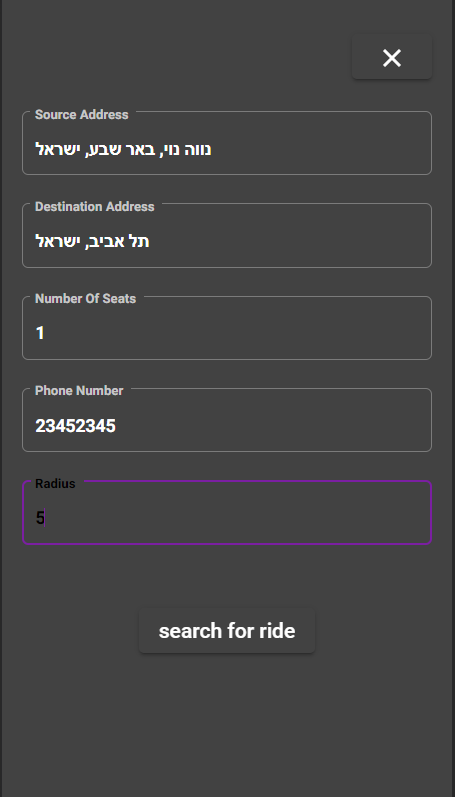 Source Address
נווה נוי, באר שבע, ישראל
Destination Address
תל אביב, ישראל
Number Of Seats
1
Phone Number
23452345
Radius
5
search for ride